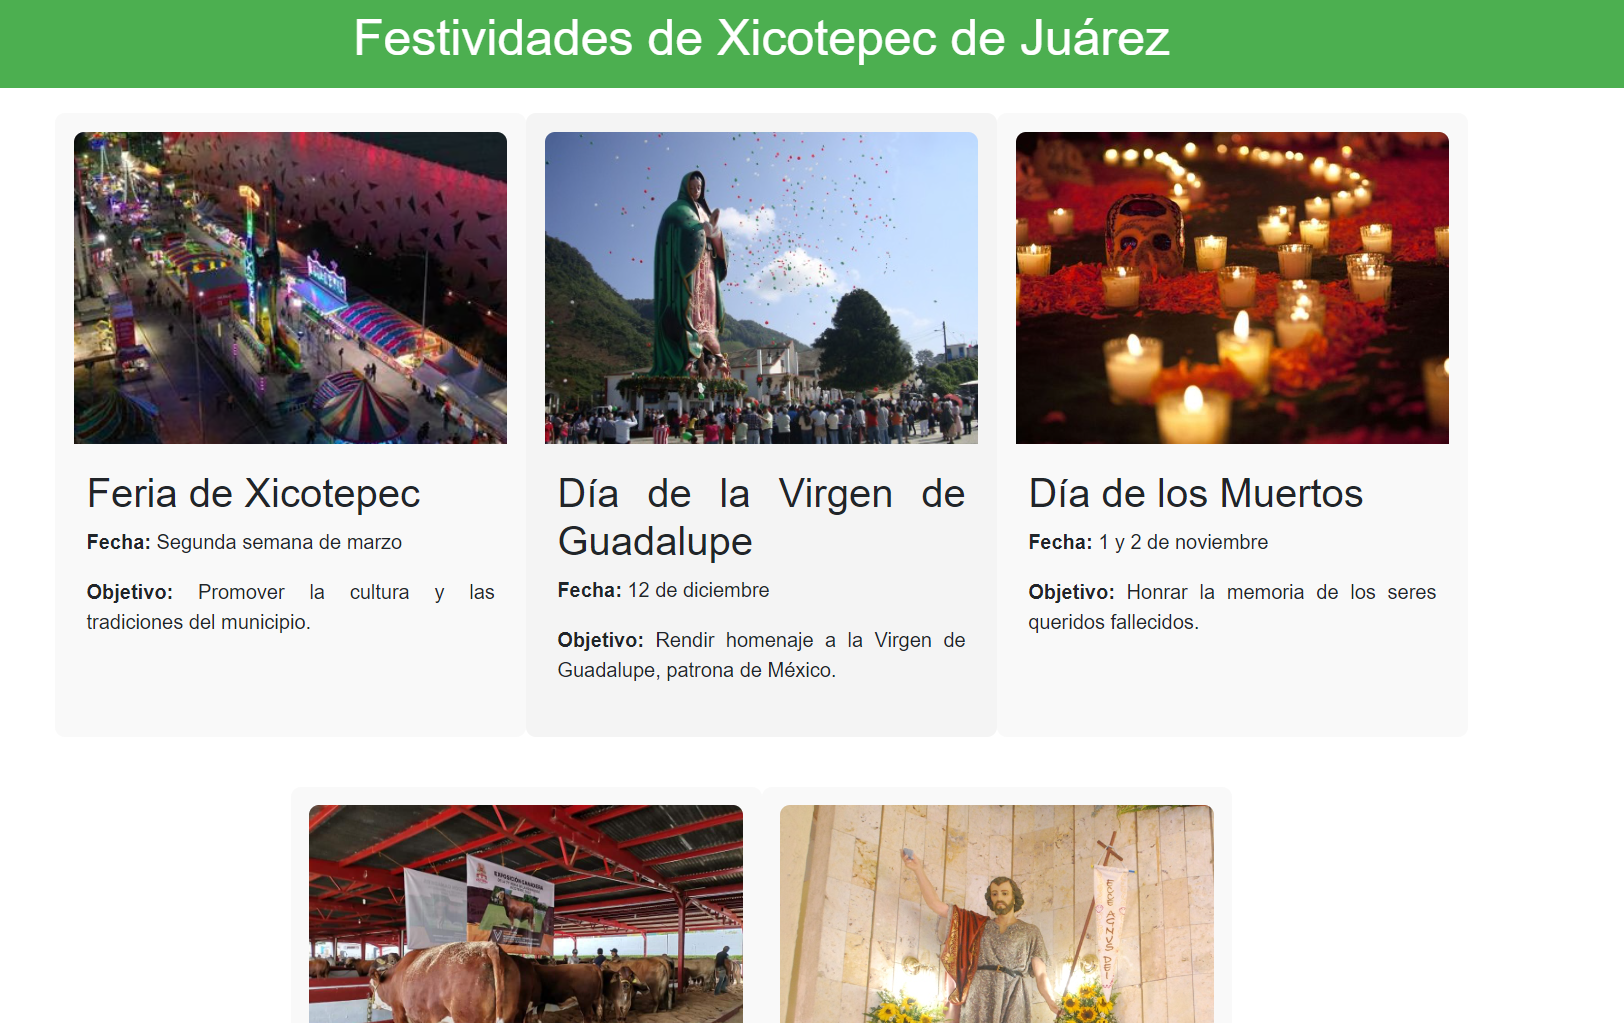 Festividades de Xicotepec de Juárez
Feria de Xicotepec
Fecha: Segunda semana de marzo
Objetivo: Promover la cultura y las
tradiciones del municipio.
Día de la Virgen de
Guadalupe
Fecha: 12 de diciembre
Objetivo: Rendir homenaje a la Virgen de
Guadalupe, patrona de México.
Día de los Muertos
Fecha: 1 y 2 de noviembre
Objetivo: Honrar la memoria de los seres
queridos fallecidos.
EXPOSICIÓN GANADERA